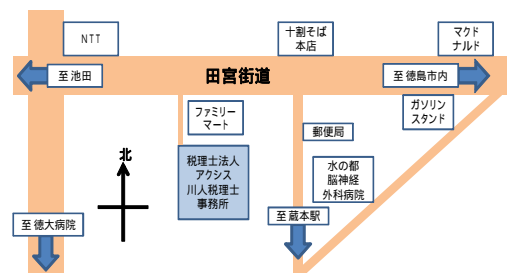 NTT
十割そば
本店
マクド
ナルド
至 池田
田宮街道
至 徳島市内
ファミリー
マート
ガソリン
スタンド
郵便局
北
税理士法人
アクシス
川人税理士
事務所
水の都
脳神経
外科病院
至 徳大病院
至 蔵本駅